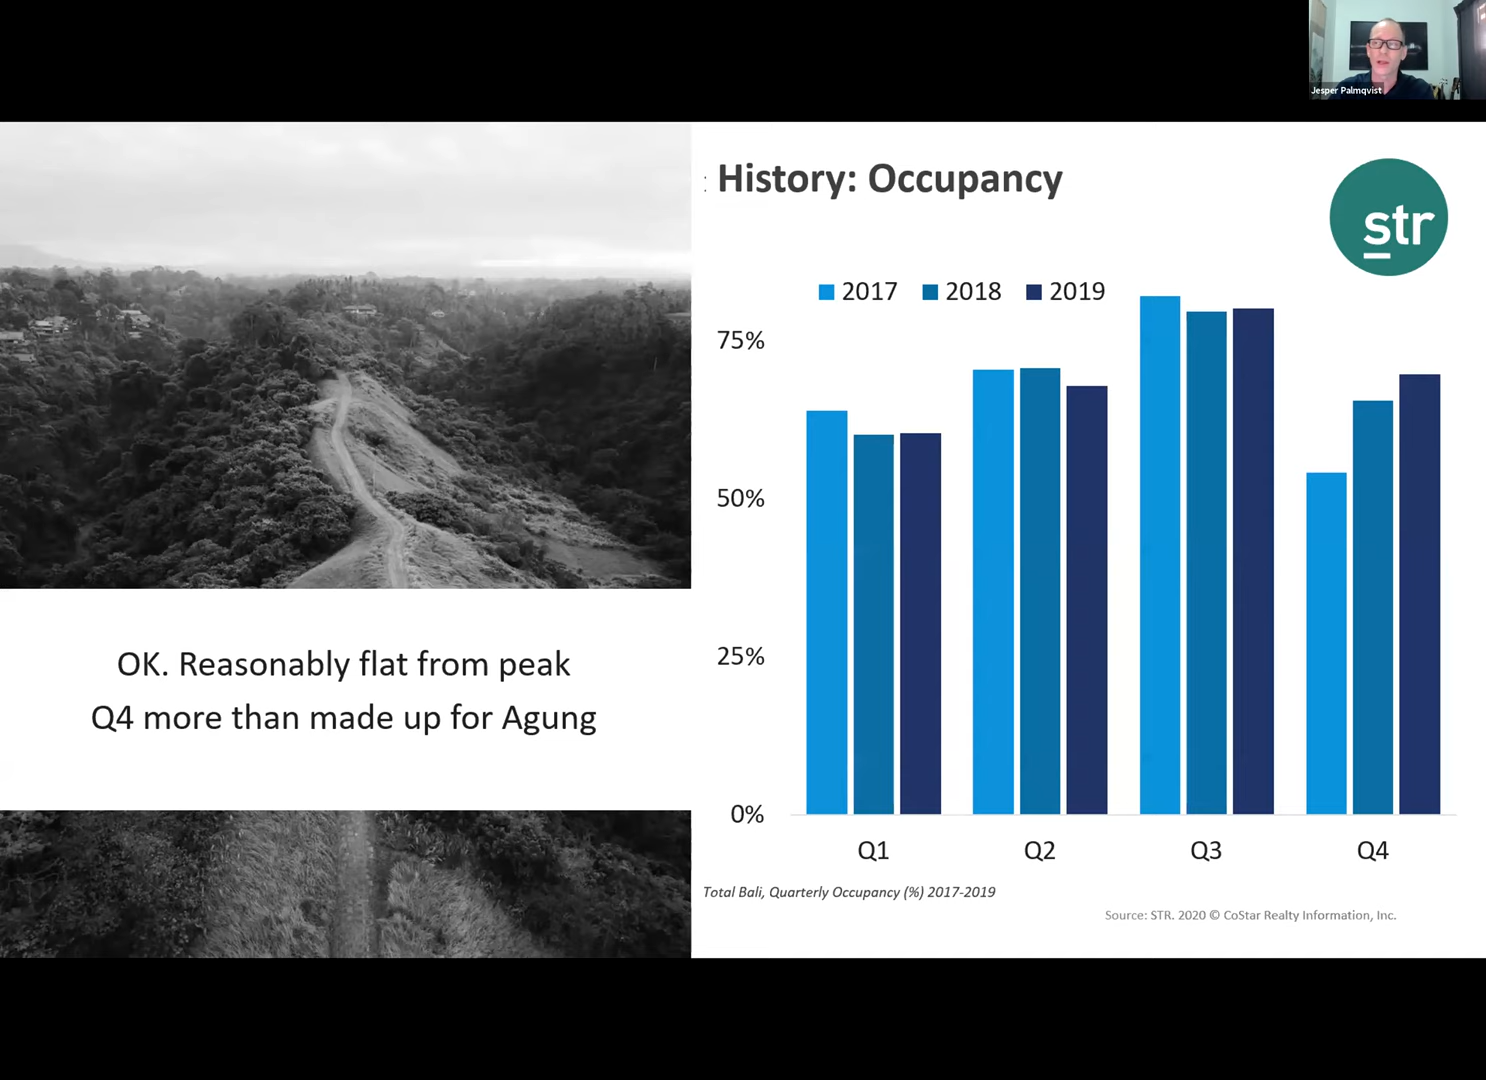 Jesper Palmqvist
: History: Occupancy
str
2017 2018 2019
75%
50%
25%
0%
Q1 Q2 Q3 Q4
Total Bali, Quarterly Occupancy (%) 2017-2019
Source: STR. 2020 © CoStar Realty Information, Inc.
OK. Reasonably flat from peak
Q4 more than made up for Agung